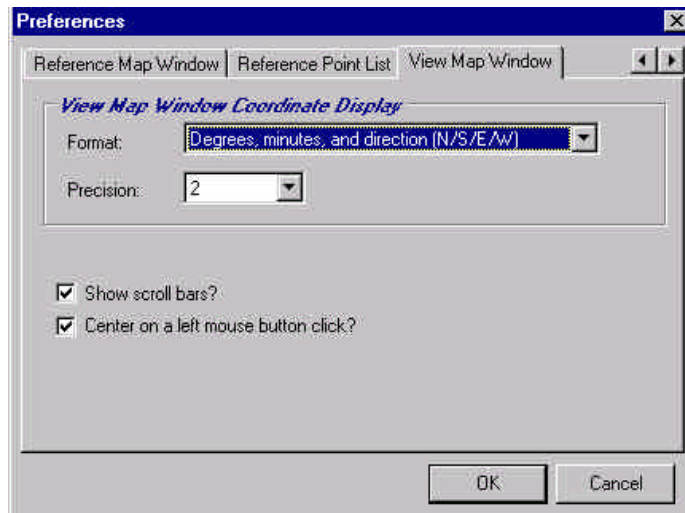 Preferences
Reference Map Window Reference Point List View Map Window
View Map Window Coordinate Display
Format: Degrees, minutes, and direction (N/S/E/W)
Precision: 2
Show scroll bars?
Center on a left mouse button click?
OK Cancel